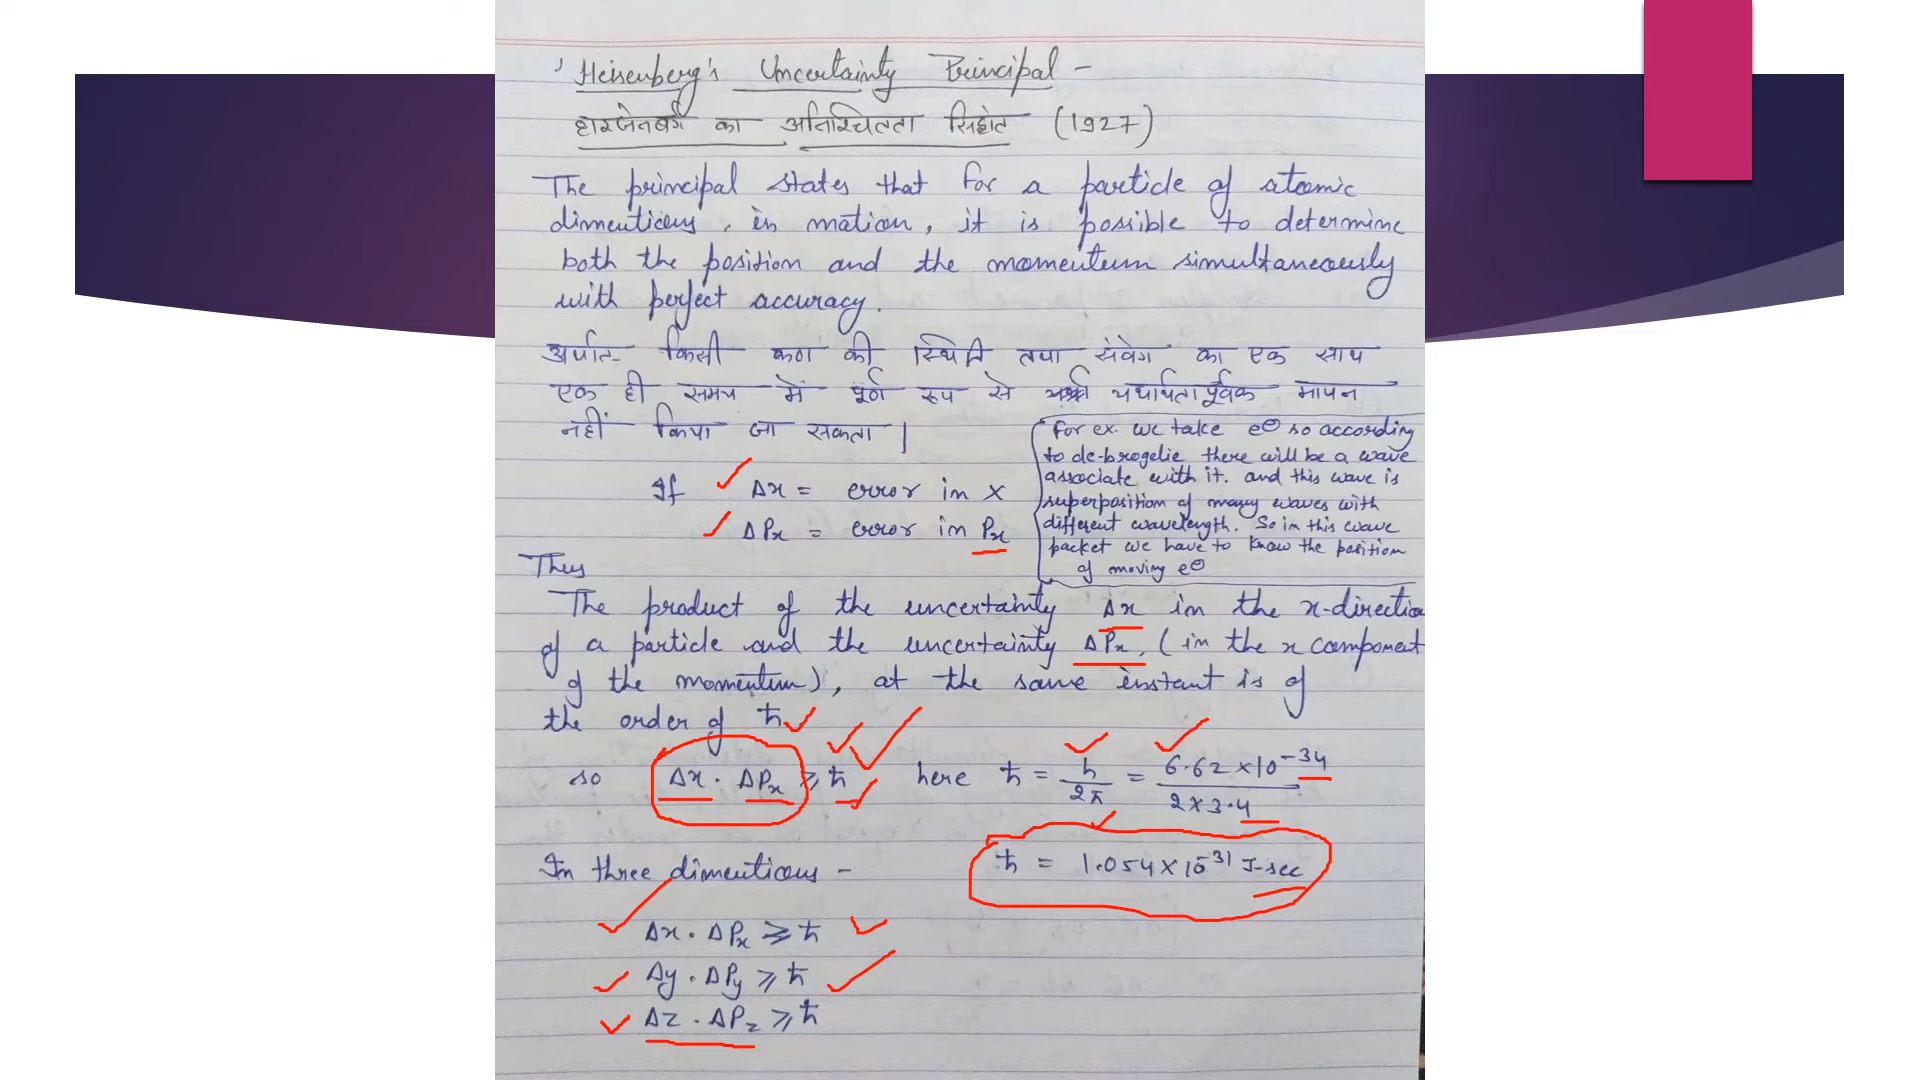 Heisenberg's Uncertainty Principal -
हाइजेनबर्ग का अनिश्चितता सिद्धांत (1927)
The principal states that for a particle of atomic
dimentions, in motion, it is possible to determine
both the position and the momentum simultaneously
with perfect accuracy.
अर्थात- किसी कण की स्थिति तथा संवेग का एक साथ
एक ही समय में पूर्ण रूप से यथार्थतापूर्वक मापन
नहीं किया जा सकता |
For ex. we take e⊖ so according
to de-brogelie there will be a wave
associate with it. and this wave is
superposition of many waves with
different wavelength. So in this wave
packet we have to know the position
of moving e⊖
If Δx = error in x
ΔPx = error in Px
Thus
The product of the uncertainty Δx in the x-directio
of a particle and the uncertainty ΔPx, (in the x component
of the momentum), at the same instant is of
the order of ħ
so Δx . ΔPx ⩾ ħ here ħ = h/2π = 6.62 x10⁻³⁴/2x3.4
ħ = 1.054 x 10⁻³¹ J-sec
In three dimentions -
Δx . ΔPx ⩾ ħ
Δy . ΔPy ⩾ ħ
Δz . ΔPz ⩾ ħ